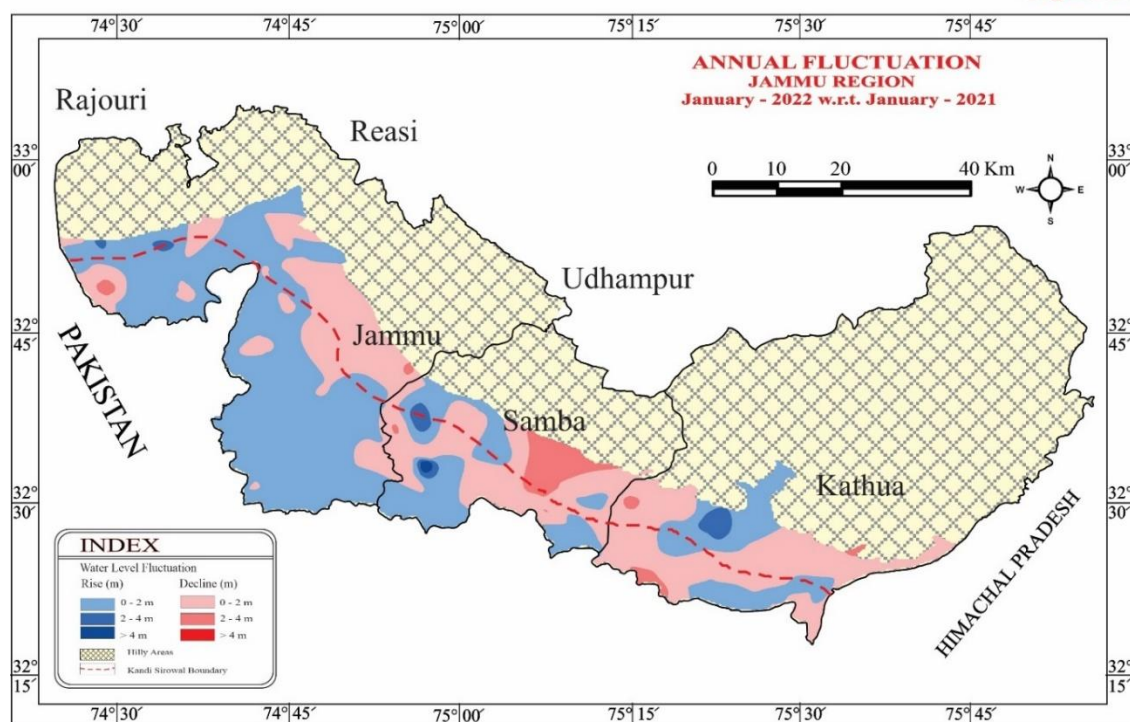 74°30′ 74°45′ 75°00′ 75°15′ 75°30′ 75°45′
ANNUAL FLUCTUATION
JAMMU REGION
January - 2022 w.r.t. January - 2021
Rajouri
Reasi
33°
00′
33°
00′
0 10 20 40 Km
N
W E
S
Udhampur
32°
45′
32°
45′
Jammu
PAKISTAN
Samba
Kathua
32°
30′
32°
30′
HIMACHAL PRADESH
INDEX
Water Level Fluctuation
Rise (m) Decline (m)
0 - 2 m 0 - 2 m
2 - 4 m 2 - 4 m
> 4 m > 4 m
Hilly Areas
Kandi Sirowal Boundary
32°
15′
32°
15′
74°30′ 74°45′ 75°00′ 75°15′ 75°30′ 75°45′